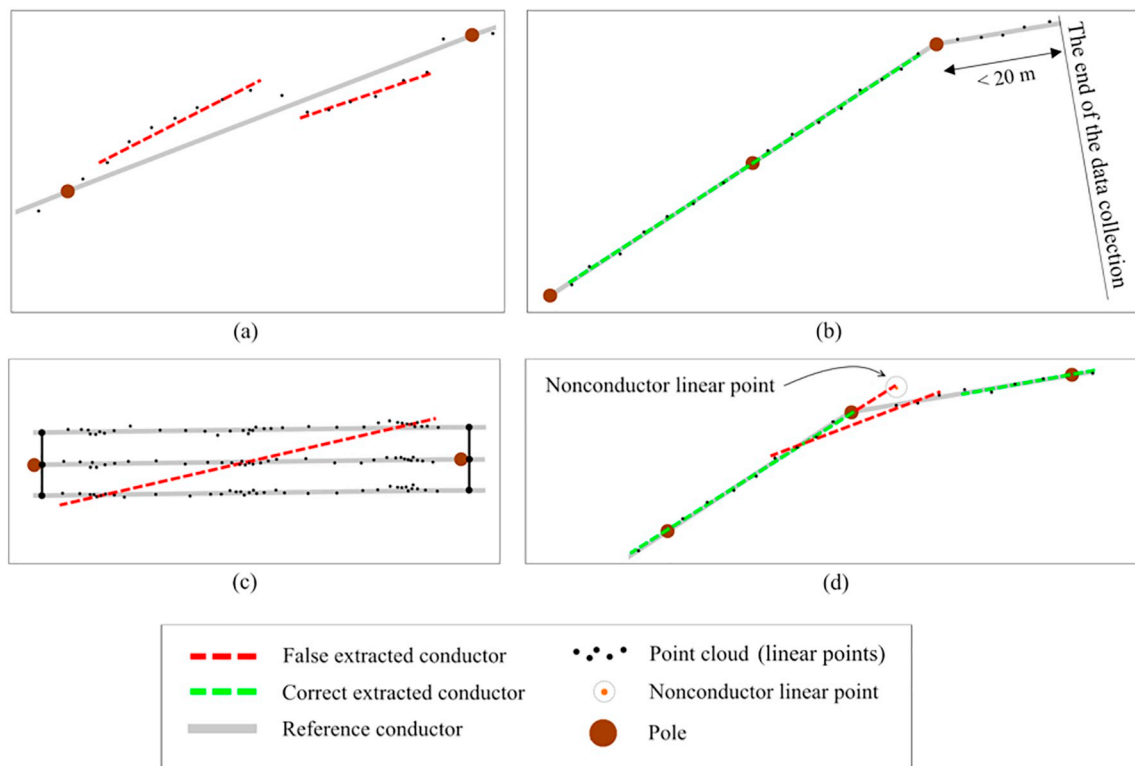 < 20 m
The end of the data collection
(a)
(b)
Nonconductor linear point
(c)
(d)
False extracted conductor
Point cloud (linear points)
Correct extracted conductor
Nonconductor linear point
Reference conductor
Pole